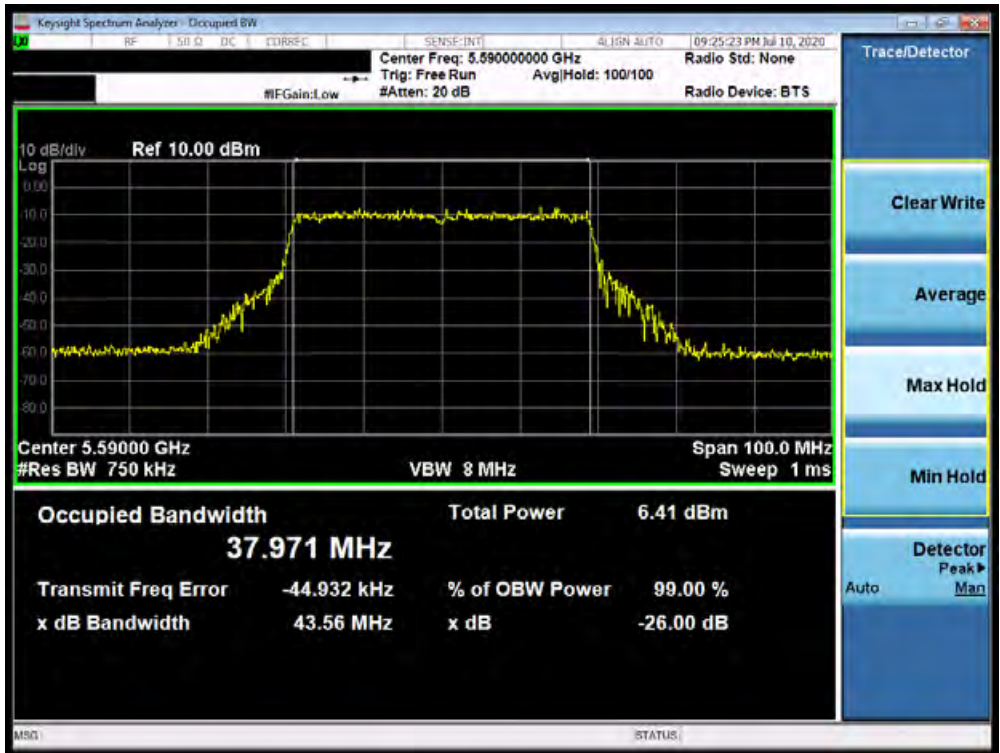 Keysight Spectrum Analyzer - Occupied BW
RF 50 Ω DC CORREC SENSE:INT ALIGN AUTO 09:25:23 PM Jul 10, 2020
Center Freq: 5.590000000 GHz Radio Std: None
Trig: Free Run Avg|Hold: 100/100
#IFGain:Low #Atten: 20 dB Radio Device: BTS
10 dB/div Ref 10.00 dBm
Log
0.00
-10.0
-20.0
-30.0
-40.0
-50.0
-60.0
-70.0
-80.0
Center 5.59000 GHz Span 100.0 MHz
#Res BW 750 kHz VBW 8 MHz Sweep 1 ms
Occupied Bandwidth Total Power 6.41 dBm
37.971 MHz
Transmit Freq Error -44.932 kHz % of OBW Power 99.00 %
x dB Bandwidth 43.56 MHz x dB -26.00 dB
MSG STATUS
Trace/Detector
Clear Write
Average
Max Hold
Min Hold
Detector
Peak▶
Auto Man